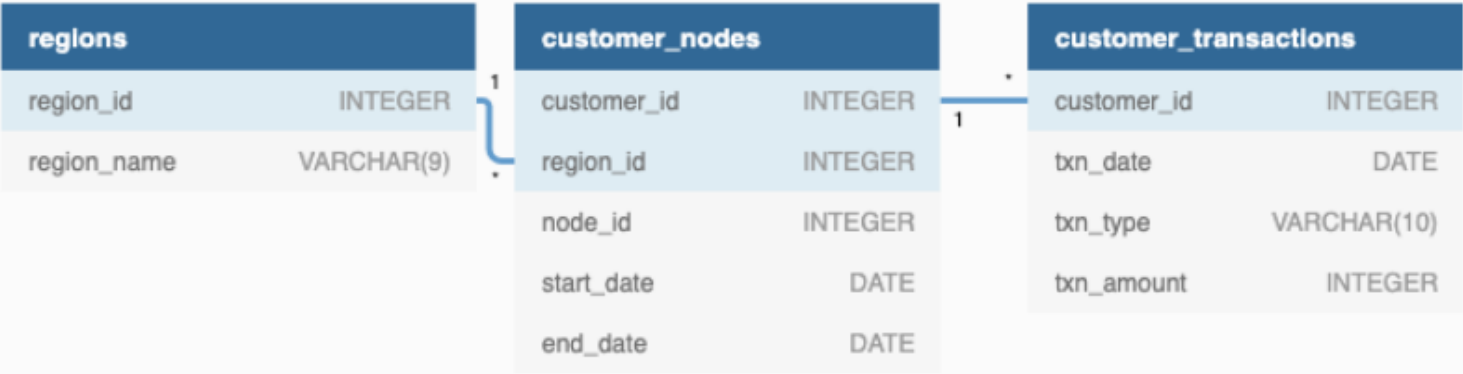 regions
region_id INTEGER
region_name VARCHAR(9)
1
*
customer_nodes
customer_id INTEGER
region_id INTEGER
node_id INTEGER
start_date DATE
end_date DATE
*
1
customer_transactions
customer_id INTEGER
txn_date DATE
txn_type VARCHAR(10)
txn_amount INTEGER